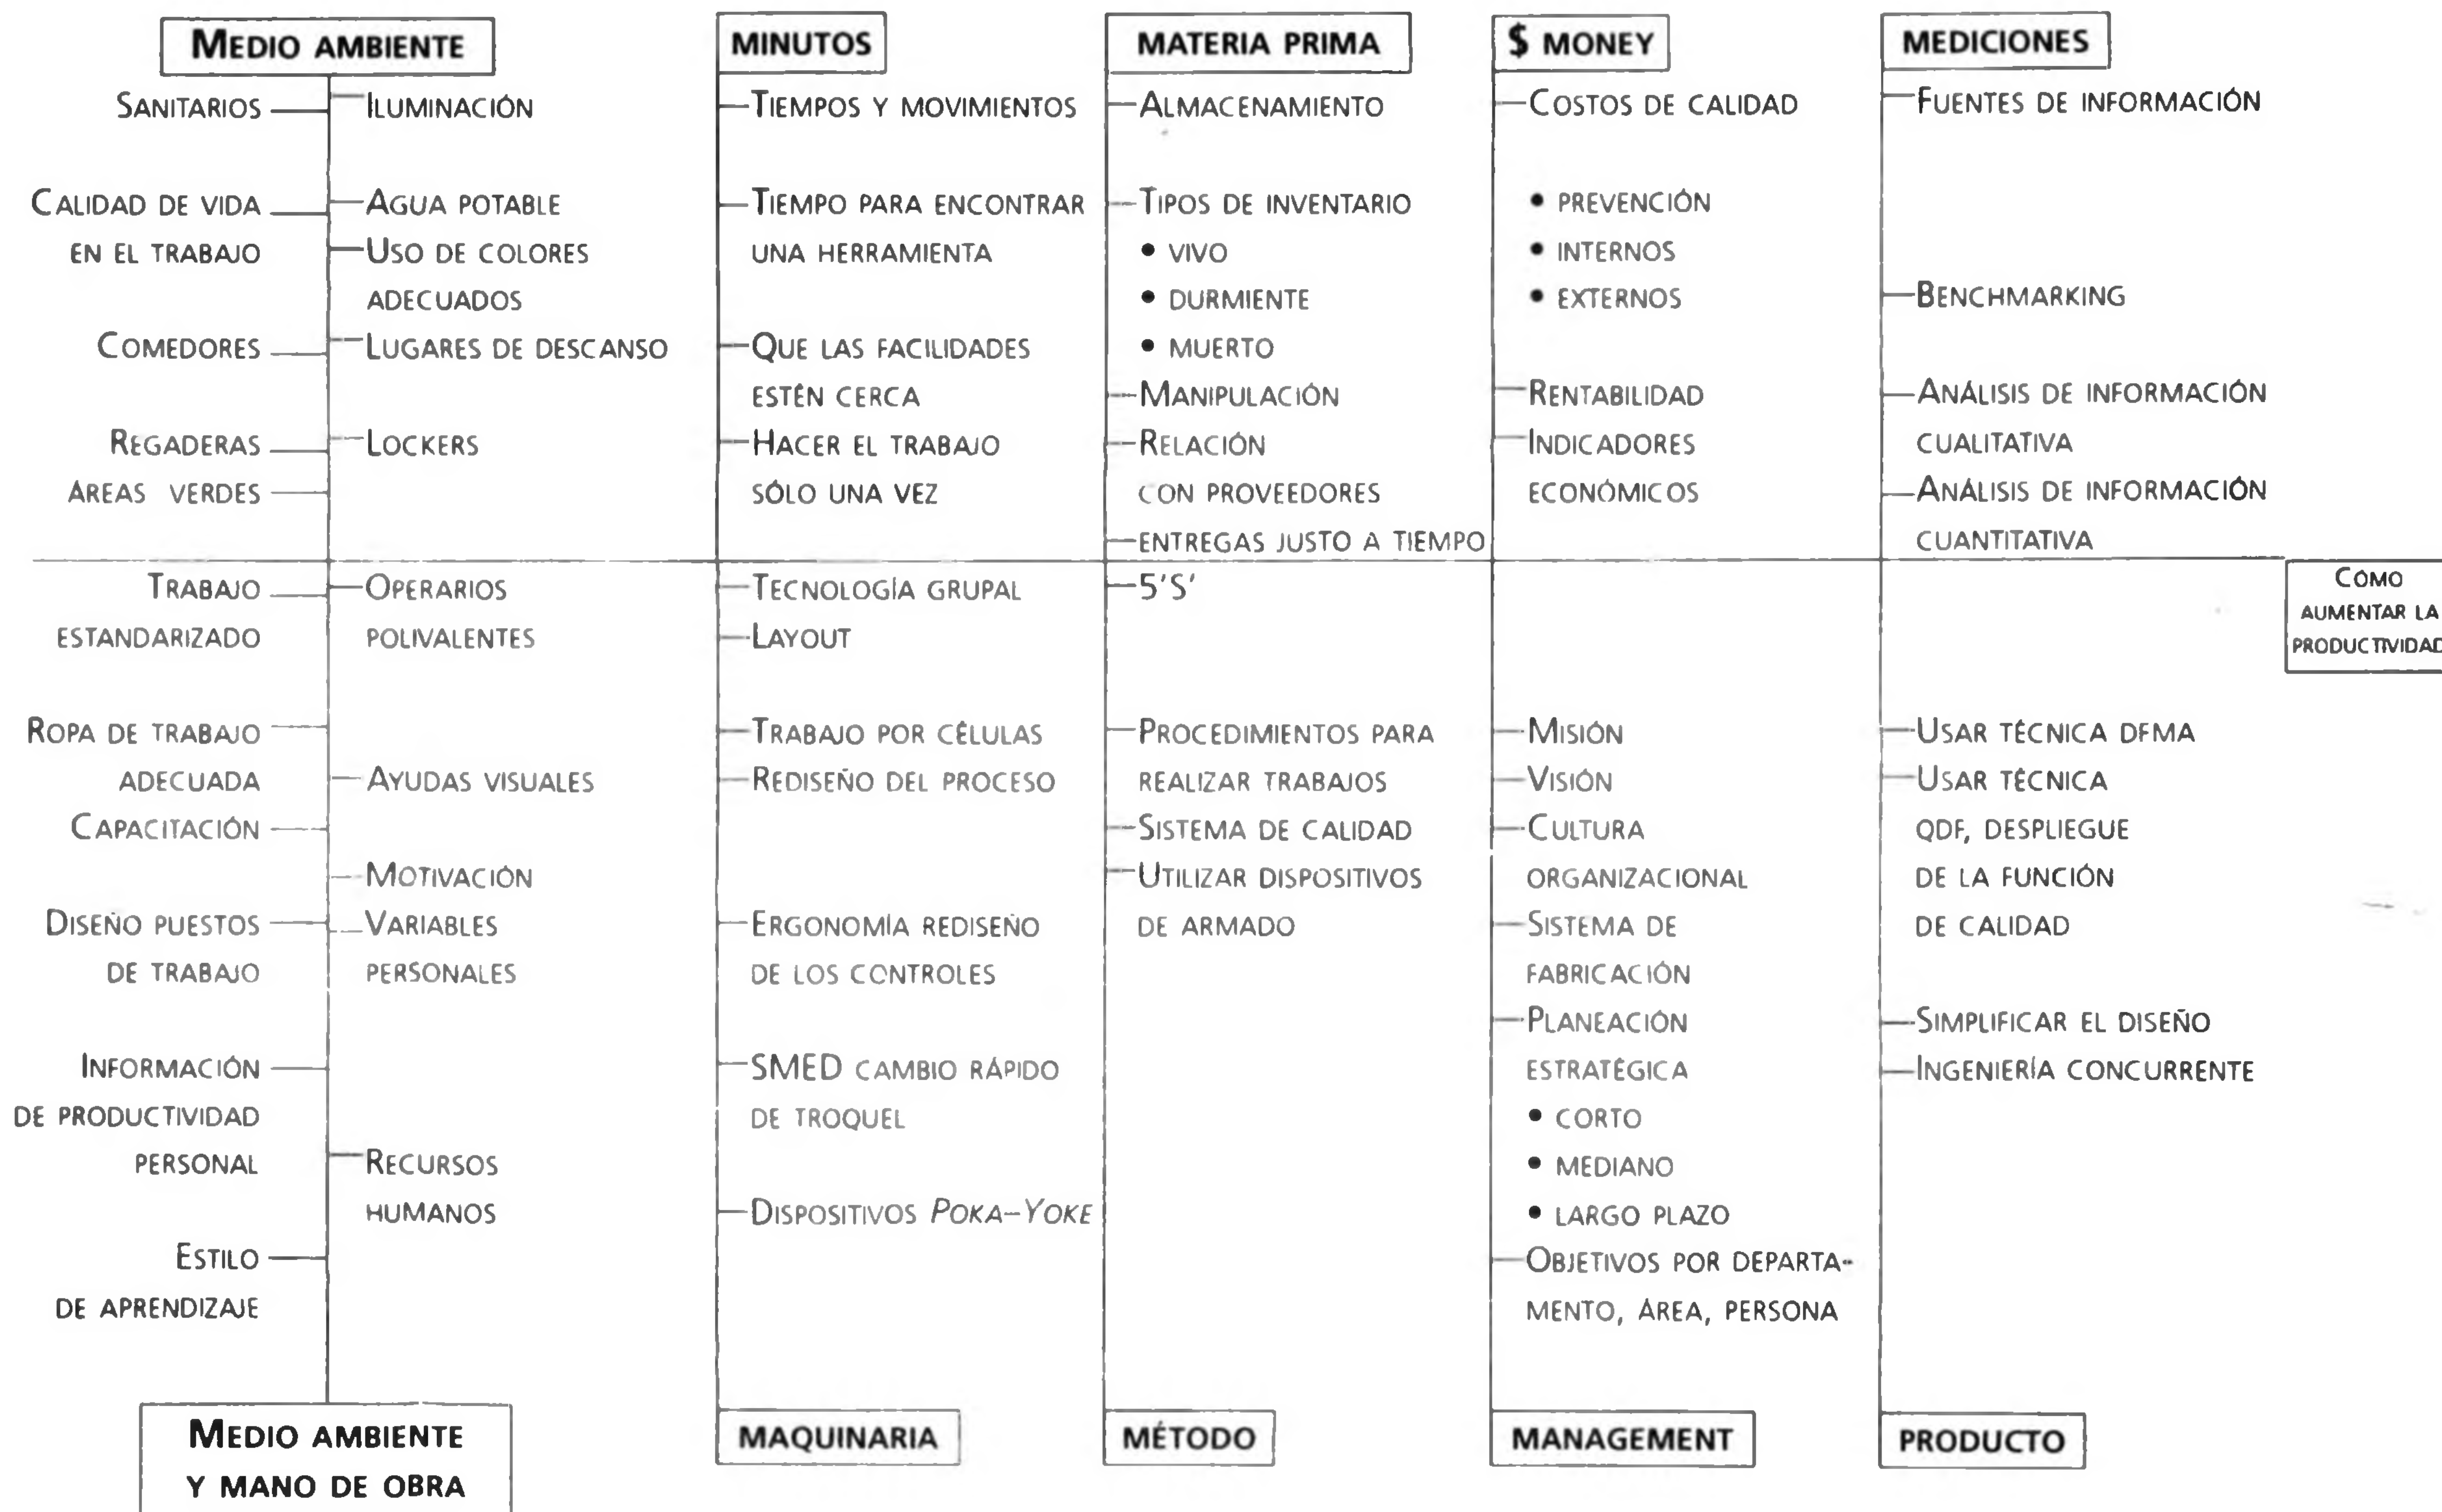 MEDIO AMBIENTE
SANITARIOS
CALIDAD DE VIDA
EN EL TRABAJO
COMEDORES
REGADERAS
ÁREAS VERDES
ILUMINACIÓN
AGUA POTABLE
USO DE COLORES
ADECUADOS
LUGARES DE DESCANSO
LOCKERS
MINUTOS
TIEMPOS Y MOVIMIENTOS
TIEMPO PARA ENCONTRAR
UNA HERRAMIENTA
QUE LAS FACILIDADES
ESTÉN CERCA
HACER EL TRABAJO
SÓLO UNA VEZ
MATERIA PRIMA
ALMACENAMIENTO
TIPOS DE INVENTARIO
• VIVO
• DURMIENTE
• MUERTO
MANIPULACIÓN
RELACIÓN
CON PROVEEDORES
ENTREGAS JUSTO A TIEMPO
$ MONEY
COSTOS DE CALIDAD
• PREVENCIÓN
• INTERNOS
• EXTERNOS
RENTABILIDAD
INDICADORES
ECONÓMICOS
MEDICIONES
FUENTES DE INFORMACIÓN
BENCHMARKING
ANÁLISIS DE INFORMACIÓN
CUALITATIVA
ANÁLISIS DE INFORMACIÓN
CUANTITATIVA
CÓMO
AUMENTAR LA
PRODUCTIVIDAD
TRABAJO
ESTANDARIZADO
ROPA DE TRABAJO
ADECUADA
CAPACITACIÓN
DISEÑO PUESTOS
DE TRABAJO
INFORMACIÓN
DE PRODUCTIVIDAD
PERSONAL
ESTILO
DE APRENDIZAJE
OPERARIOS
POLIVALENTES
AYUDAS VISUALES
MOTIVACIÓN
VARIABLES
PERSONALES
RECURSOS
HUMANOS
MEDIO AMBIENTE
Y MANO DE OBRA
TECNOLOGÍA GRUPAL
LAYOUT
TRABAJO POR CÉLULAS
REDISEÑO DEL PROCESO
ERGONOMÍA REDISEÑO
DE LOS CONTROLES
SMED CAMBIO RÁPIDO
DE TROQUEL
DISPOSITIVOS POKA–YOKE
MAQUINARIA
5'S'
PROCEDIMIENTOS PARA
REALIZAR TRABAJOS
SISTEMA DE CALIDAD
UTILIZAR DISPOSITIVOS
DE ARMADO
MÉTODO
MISIÓN
VISIÓN
CULTURA
ORGANIZACIONAL
SISTEMA DE
FABRICACIÓN
PLANEACIÓN
ESTRATÉGICA
• CORTO
• MEDIANO
• LARGO PLAZO
OBJETIVOS POR DEPARTA-
MENTO, ÁREA, PERSONA
MANAGEMENT
USAR TÉCNICA DFMA
USAR TÉCNICA
QDF, DESPLIEGUE
DE LA FUNCIÓN
DE CALIDAD
SIMPLIFICAR EL DISEÑO
INGENIERÍA CONCURRENTE
PRODUCTO